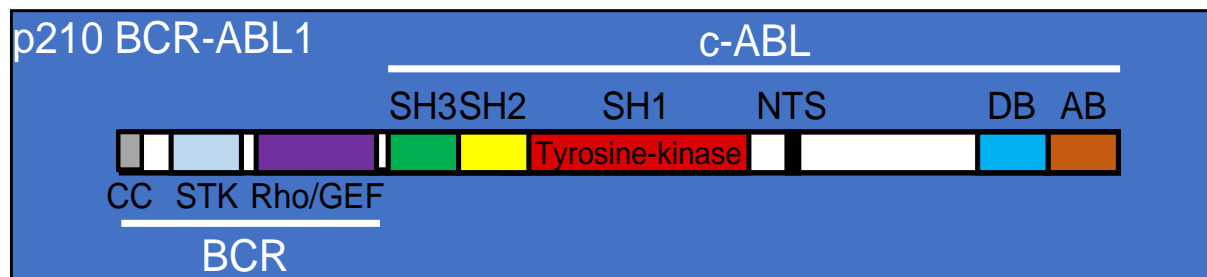 p210 BCR-ABL1 c-ABL
SH3 SH2 SH1 NTS DB AB
Tyrosine-kinase
CC STK Rho/GEF
BCR